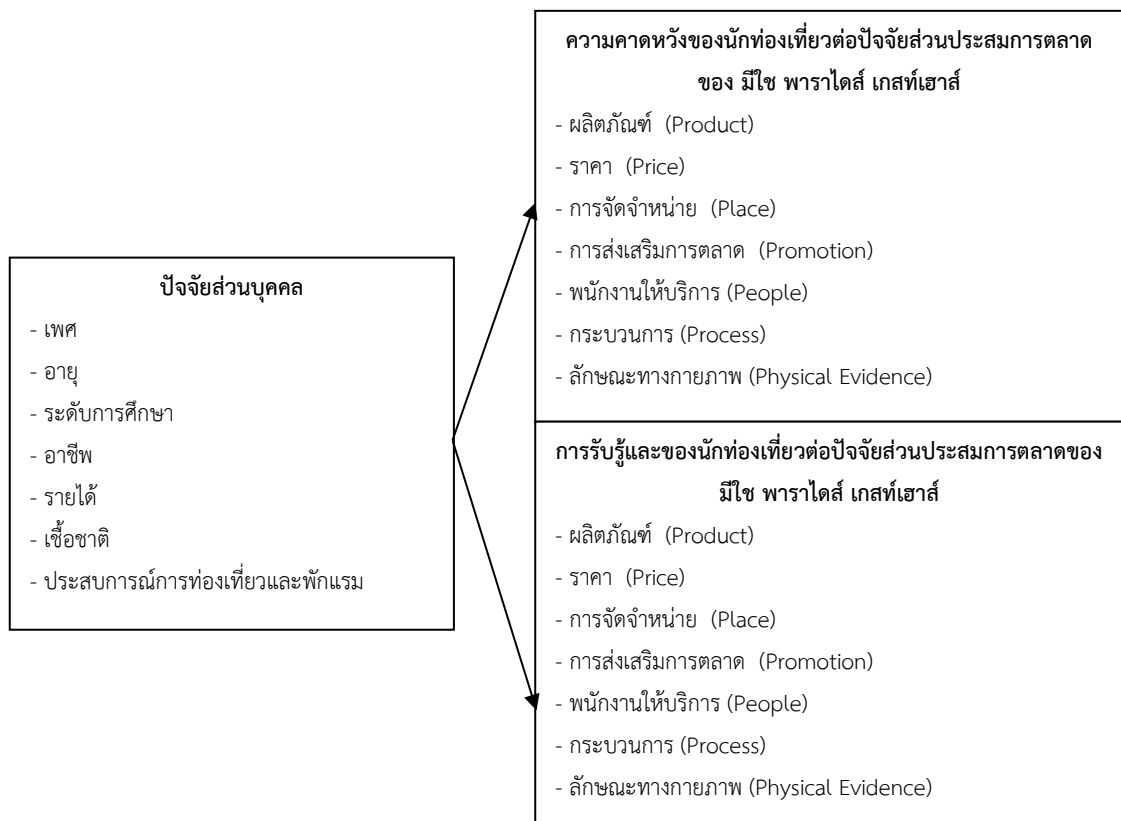 ความคาดหวังของนักท่องเที่ยวต่อปัจจัยส่วนประสมการตลาด
ของ มีใช พาราไดส์ เกสท์เฮาส์
- ผลิตภัณฑ์ (Product)
- ราคา (Price)
- การจัดจำหน่าย (Place)
- การส่งเสริมการตลาด (Promotion)
- พนักงานให้บริการ (People)
- กระบวนการ (Process)
- ลักษณะทางกายภาพ (Physical Evidence)
ปัจจัยส่วนบุคคล
- เพศ
- อายุ
- ระดับการศึกษา
- อาชีพ
- รายได้
- เชื้อชาติ
- ประสบการณ์การท่องเที่ยวและพักแรม
การรับรู้และของนักท่องเที่ยวต่อปัจจัยส่วนประสมการตลาดของ
มีใช พาราไดส์ เกสท์เฮาส์
- ผลิตภัณฑ์ (Product)
- ราคา (Price)
- การจัดจำหน่าย (Place)
- การส่งเสริมการตลาด (Promotion)
- พนักงานให้บริการ (People)
- กระบวนการ (Process)
- ลักษณะทางกายภาพ (Physical Evidence)